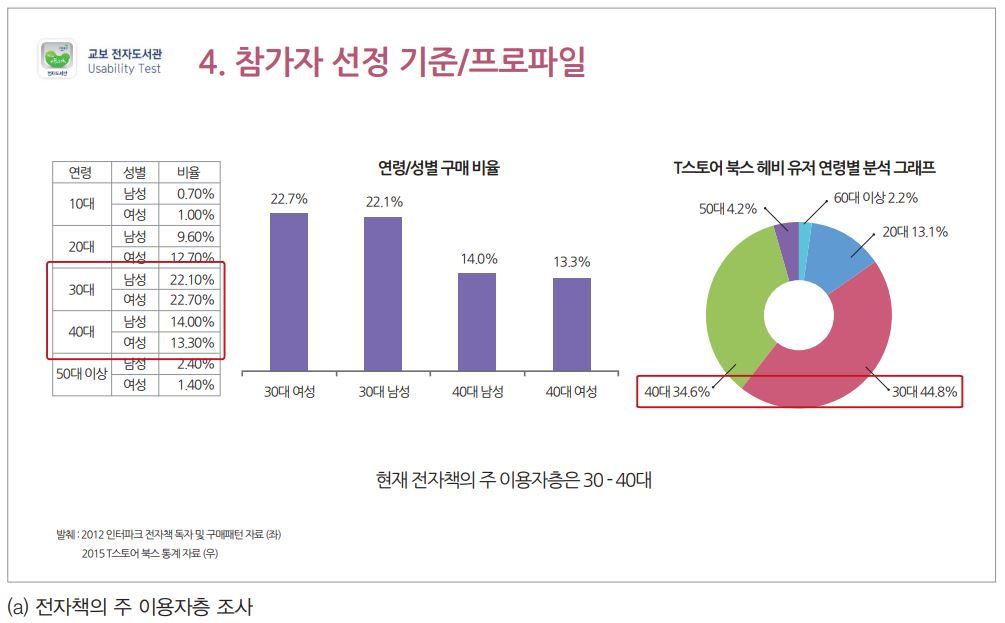 교보 전자도서관
Usability Test
4. 참가자 선정 기준/프로파일
연령 성별 비율
10대 남성 0.70%
여성 1.00%
20대 남성 9.60%
여성 12.70%
30대 남성 22.10%
여성 22.70%
40대 남성 14.00%
여성 13.30%
50대 이상 남성 2.40%
여성 1.40%
연령/성별 구매 비율
22.7% 22.1% 14.0% 13.3%
30대 여성 30대 남성 40대 남성 40대 여성
T스토어 북스 헤비 유저 연령별 분석 그래프
60대 이상 2.2%
50대 4.2%
20대 13.1%
40대 34.6% 30대 44.8%
현재 전자책의 주 이용자층은 30 - 40대
발췌 : 2012 인터파크 전자책 독자 및 구매패턴 자료 (좌)
2015 T스토어 북스 통계 자료 (우)
(a) 전자책의 주 이용자층 조사